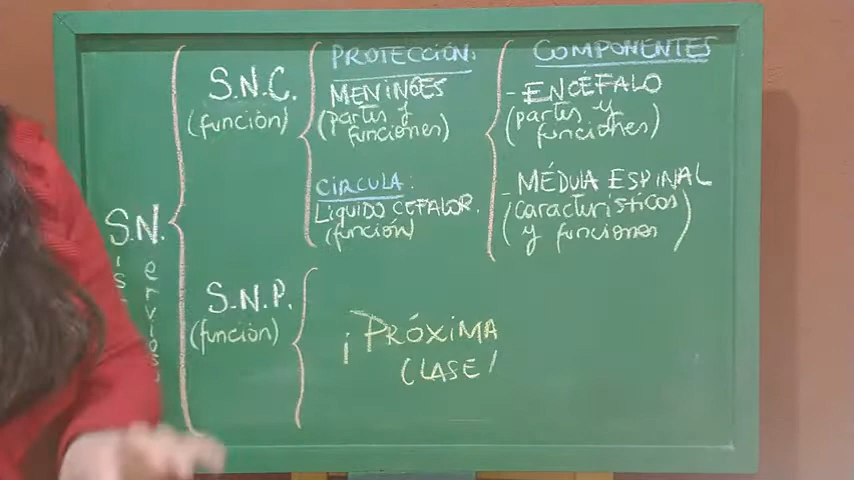 S.N.
S.N.C.
(función)
PROTECCIÓN:
MENINGES
(partes y
funciones)
CIRCULA:
LÍQUIDO CEFALOR.
(función)
COMPONENTES
- ENCÉFALO
(partes y
funciones)
- MÉDULA ESPINAL
(características
y funciones)
S.N.P.
(función)
¡PRÓXIMA
CLASE!